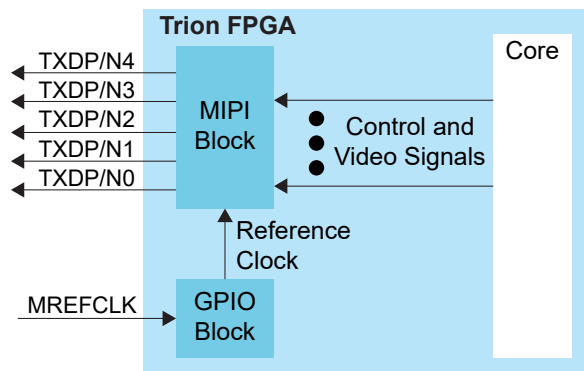 Trion FPGA
Core
TXDP/N4
TXDP/N3
TXDP/N2
TXDP/N1
TXDP/N0
MIPI
Block
Control and
Video Signals
Reference
Clock
MREFCLK
GPIO
Block